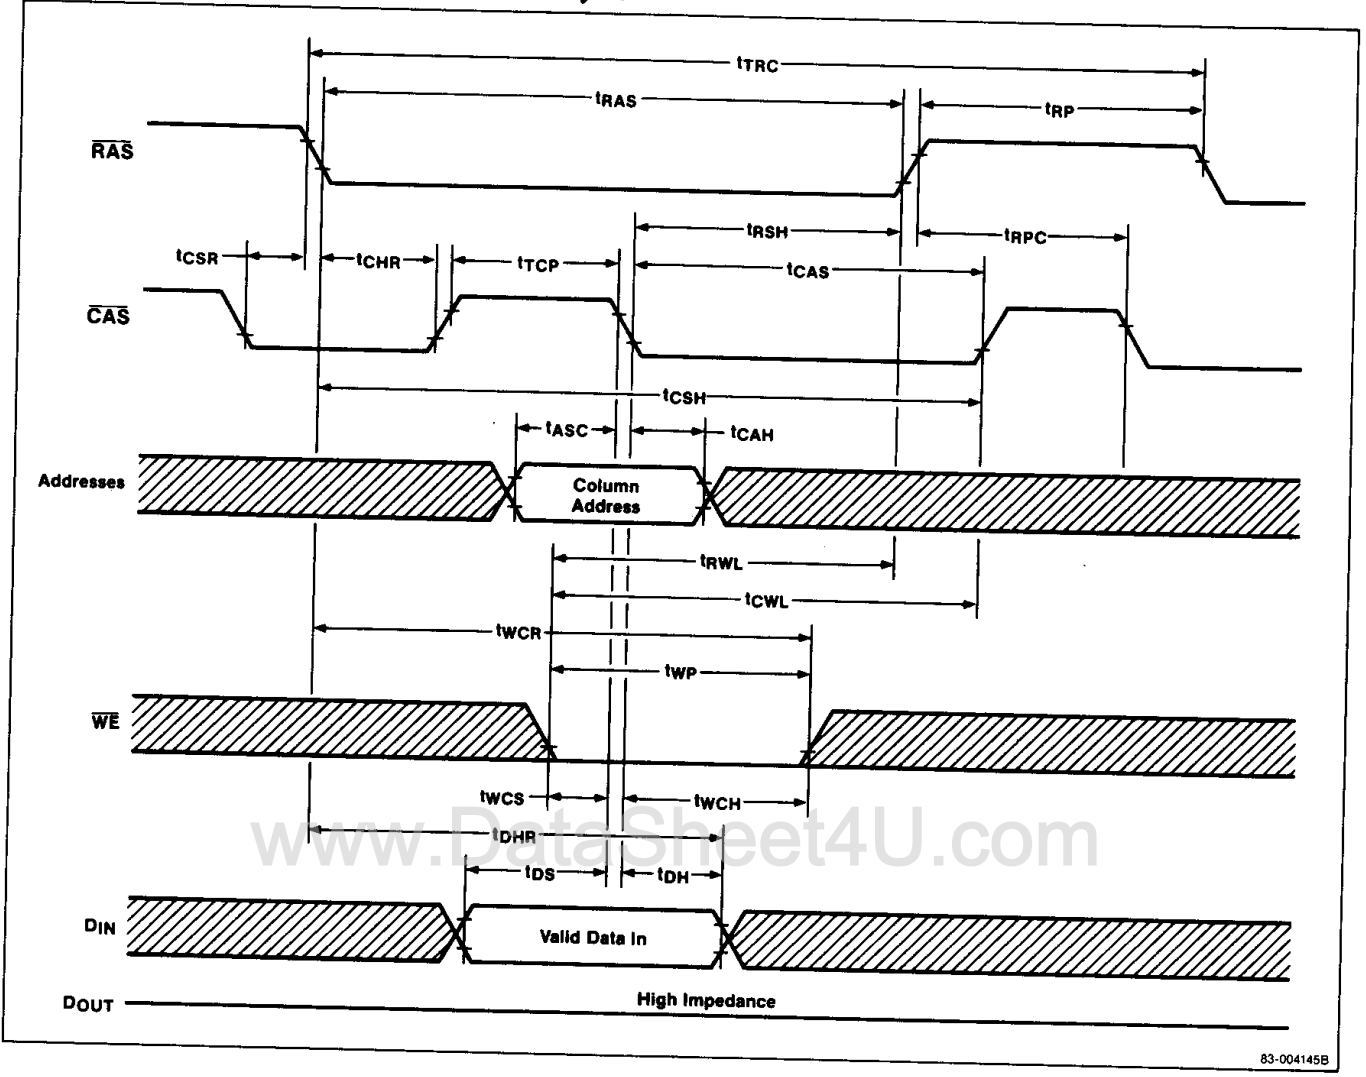 tTRC
tRAS
tRP
RAS
tRSH
tRPC
tCSR
tCHR
tTCP
tCAS
CAS
tCSH
tASC
tCAH
Addresses
Column
Address
tRWL
tCWL
tWCR
tWP
WE
tWCS
tWCH
www.DataSheet4U.com
tDHR
tDS
tDH
DIN
Valid Data In
DOUT
High Impedance
83-004145B